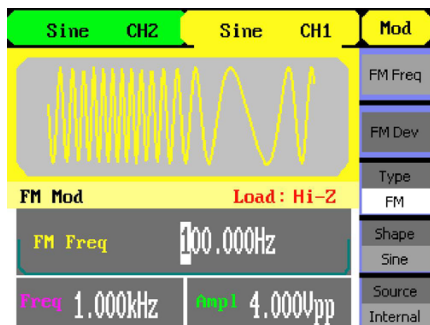 Sine CH2 Sine CH1 Mod
FM Freq
FM Dev
Type
FM
FM Mod Load: Hi-Z
Shape
Sine
FM Freq 100.000Hz
Source
Internal
Freq 1.000kHz Ampl 4.000Vpp